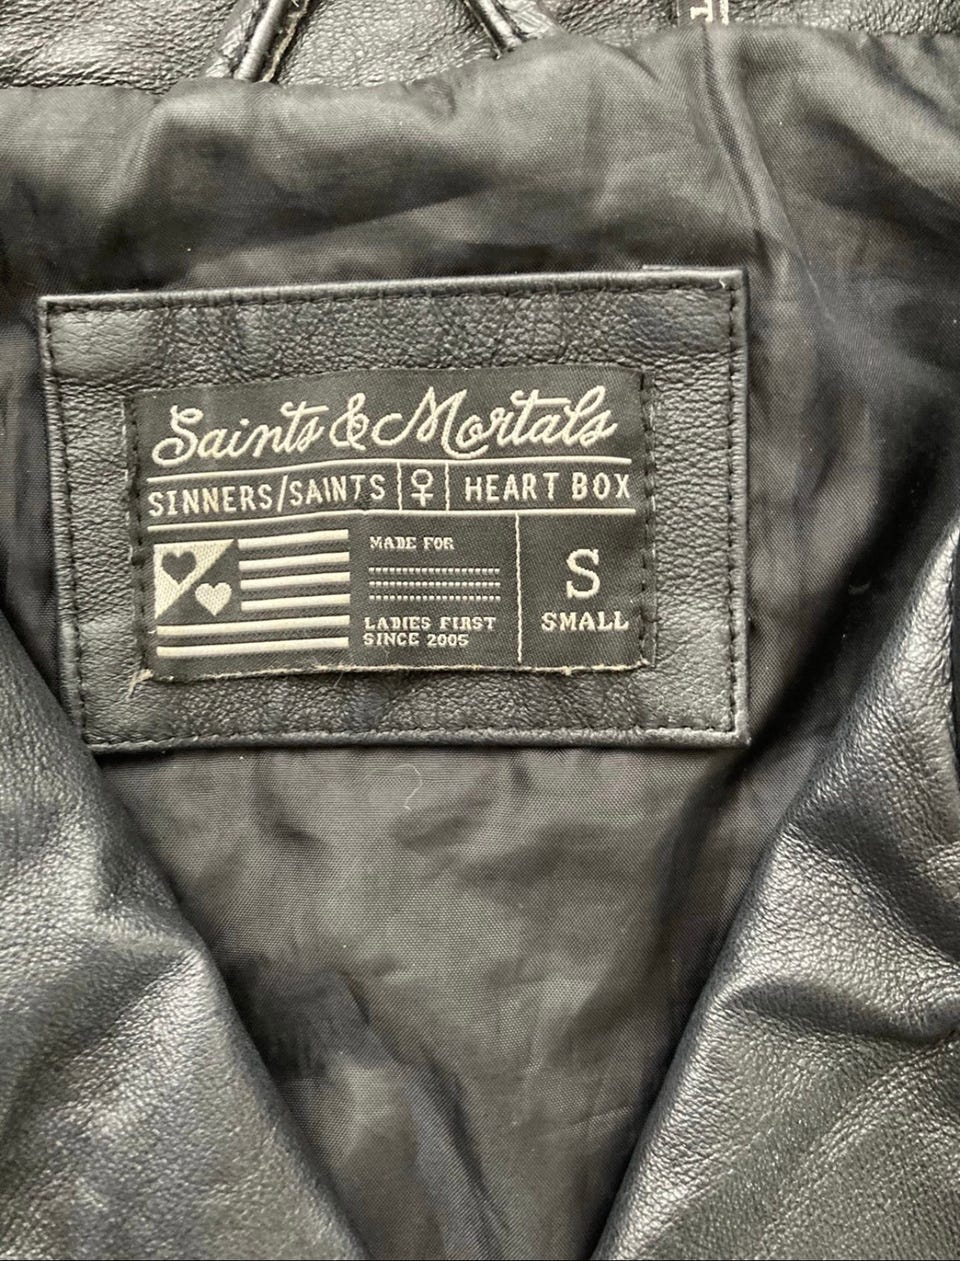 Saints & Mortals
SINNERS/SAINTS ♀ HEART BOX
MADE FOR
LADIES FIRST
SINCE 2005
S
SMALL